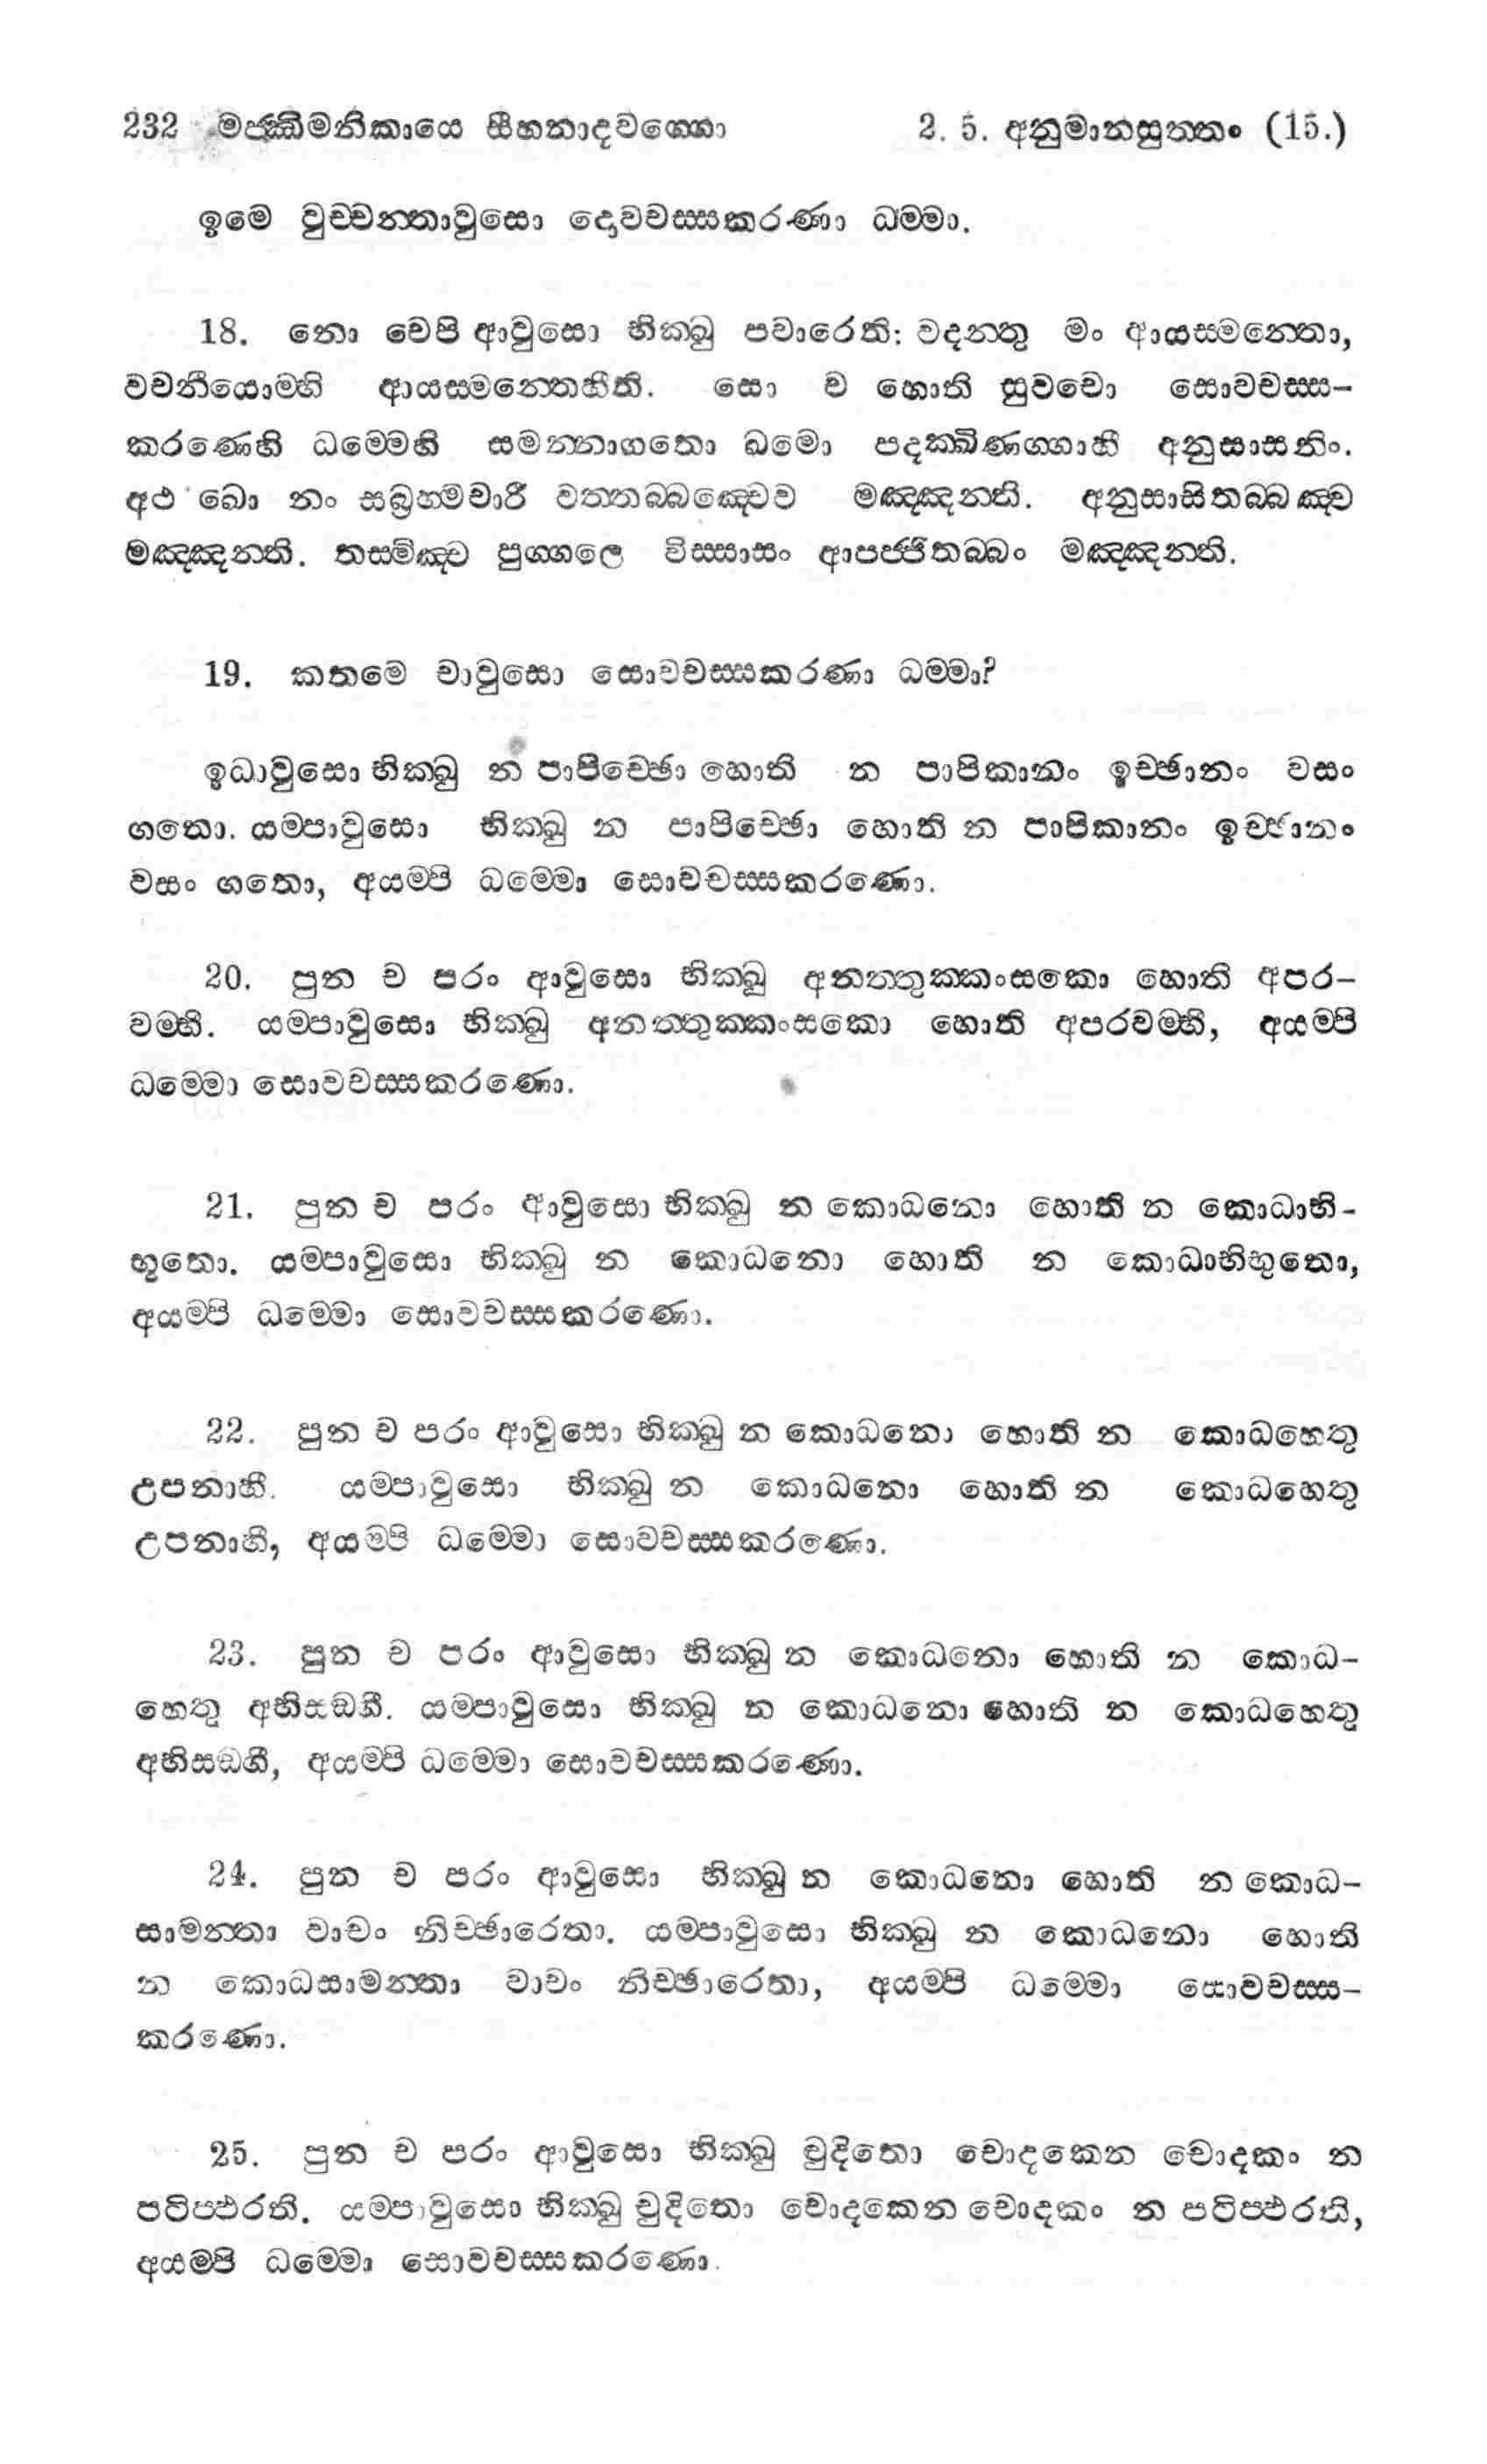 232 මජ්ඣිමනිකායෙ සීහනාදවග්ගො 2. 5. අනුමානසුත්තං (15.)
ඉමෙ වුච්චන්තාවුසො දොවචස්සකරණා ධම්මා.
18. නො චෙපි ආවුසො භික්ඛු පවාරෙති: වදන්තු මං ආයස්මන්තො,
වචනීයොම්හි ආයස්මන්තෙහීති. සො ච හොති සුවචො සොවචස්ස-
කරණෙහි ධම්මෙහි සමන්නාගතො ඛමො පදක්ඛිණග්ගාහී අනුසාසනිං.
අථ ඛො නං සබ්‍රහ්මචාරී වත්තබ්බඤ්චෙව මඤ්ඤන්ති. අනුසාසිතබ්බඤ්ච
මඤ්ඤන්ති. තස්මිඤ්ච පුග්ගලෙ විස්සාසං ආපජ්ජිතබ්බං මඤ්ඤන්ති.
19. කතමෙ චාවුසො සොවචස්සකරණා ධම්මා?
ඉධාවුසො භික්ඛු න පාපිච්ඡො හොති න පාපිකානං ඉච්ඡානං වසං
ගතො. යම්පාවුසො භික්ඛු න පාපිච්ඡො හොති න පාපිකානං ඉච්ඡානං
වසං ගතො, අයම්පි ධම්මො සොවචස්සකරණො.
20. පුන ච පරං ආවුසො භික්ඛු අනත්තුක්කංසකො හොති අපර-
වම්භී. යම්පාවුසො භික්ඛු අනත්තුක්කංසකො හොති අපරවම්භී, අයම්පි
ධම්මො සොවචස්සකරණො.
21. පුන ච පරං ආවුසො භික්ඛු න කොධනො හොති න කොධාභි-
භූතො. යම්පාවුසො භික්ඛු න කොධනො හොති න කොධාභිභූතො,
අයම්පි ධම්මො සොවචස්සකරණො.
22. පුන ච පරං ආවුසො භික්ඛු න කොධනො හොති න කොධහෙතු
උපනාහී. යම්පාවුසො භික්ඛු න කොධනො හොති න කොධහෙතු
උපනාහී, අයම්පි ධම්මො සොවචස්සකරණො.
23. පුන ච පරං ආවුසො භික්ඛු න කොධනො හොති න කොධ-
හෙතු අභිසඞ්ගී. යම්පාවුසො භික්ඛු න කොධනො හොති න කොධහෙතු
අභිසඞ්ගී, අයම්පි ධම්මො සොවචස්සකරණො.
24. පුන ච පරං ආවුසො භික්ඛු න කොධනො හොති න කොධ-
සාමන්තා වාචං නිච්ඡාරෙතා. යම්පාවුසො භික්ඛු න කොධනො හොති
න කොධසාමන්තා වාචං නිච්ඡාරෙතා, අයම්පි ධම්මො සොවචස්ස-
කරණො.
25. පුන ච පරං ආවුසො භික්ඛු චුදිතො චොදකෙන චොදකං න
පටිප්ඵරති. යම්පාවුසො භික්ඛු චුදිතො චොදකෙන චොදකං න පටිප්ඵරති,
අයම්පි ධම්මො සොවචස්සකරණො.